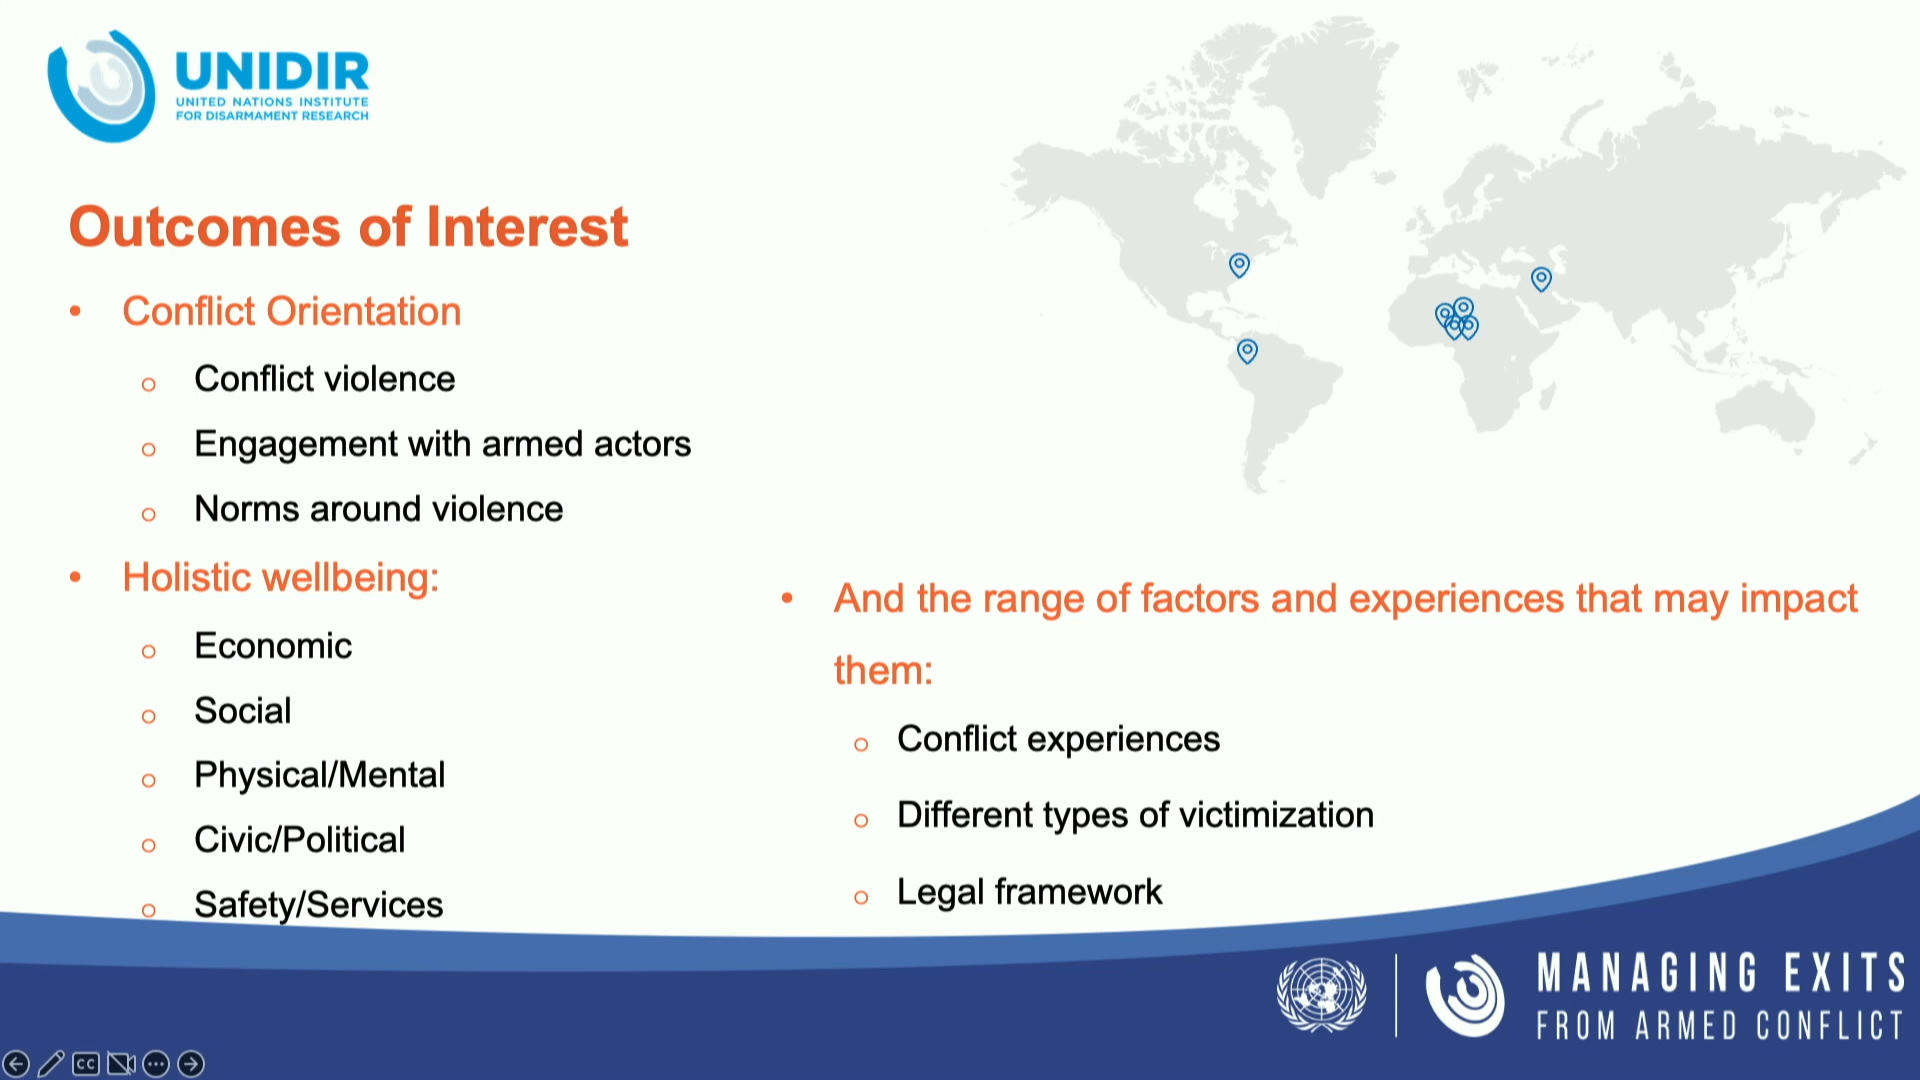 UNIDIR
UNITED NATIONS INSTITUTE
FOR DISARMAMENT RESEARCH
Outcomes of Interest
• Conflict Orientation
o Conflict violence
o Engagement with armed actors
o Norms around violence
• Holistic wellbeing:
o Economic
o Social
o Physical/Mental
o Civic/Political
o Safety/Services
• And the range of factors and experiences that may impact
them:
o Conflict experiences
o Different types of victimization
o Legal framework
MANAGING EXITS
FROM ARMED CONFLICT
CC